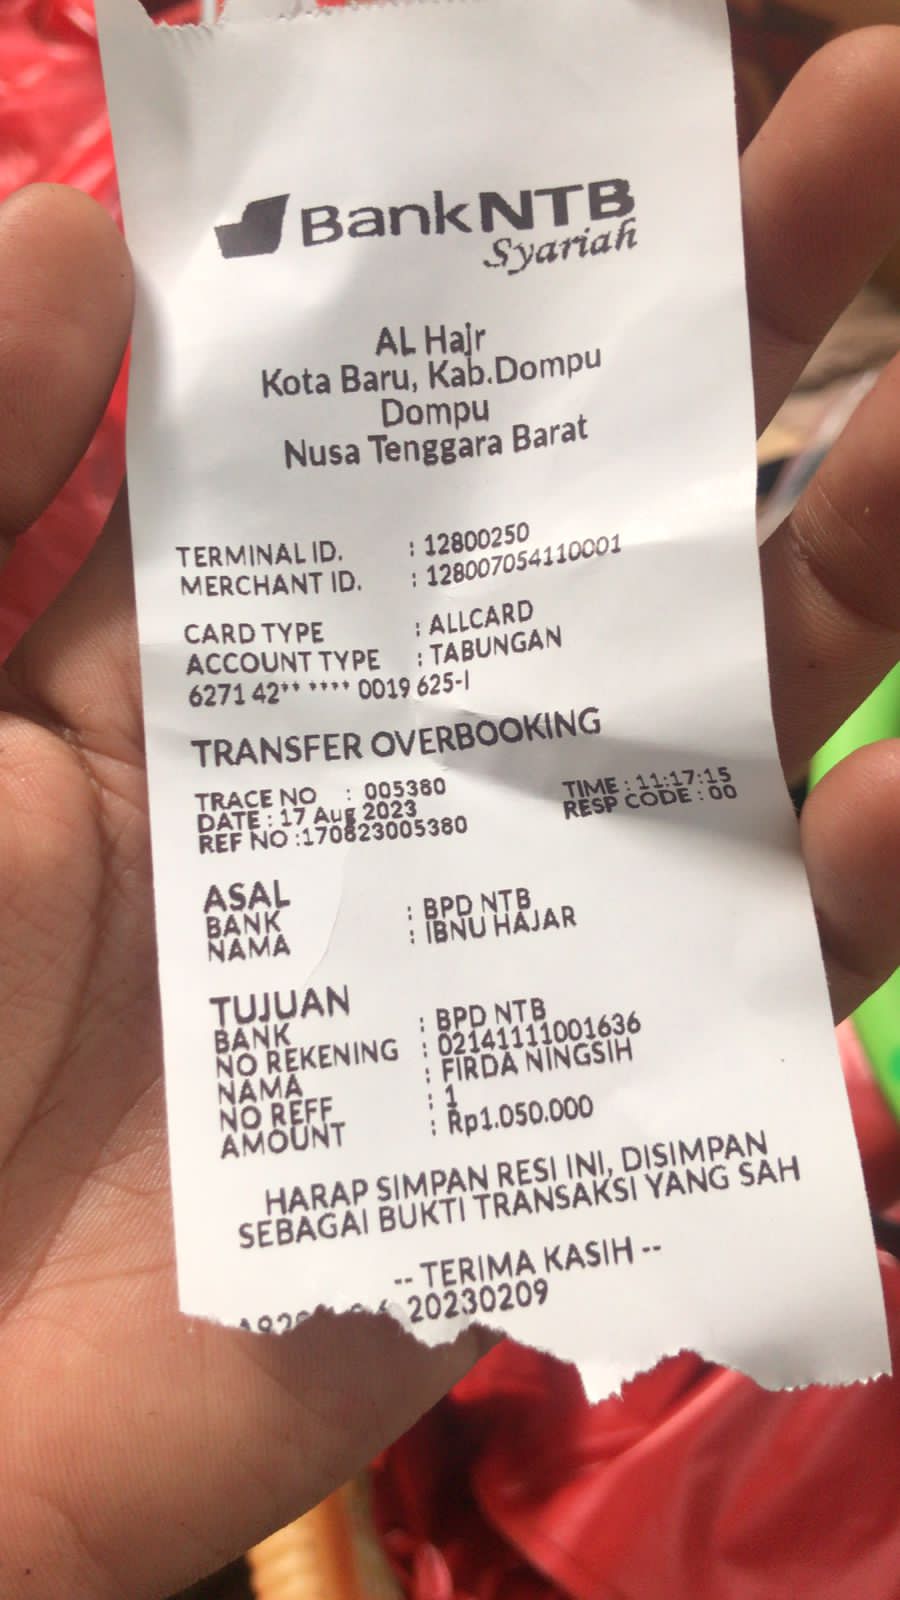 BankNTB
Syariah
AL Hajr
Kota Baru, Kab.Dompu
Dompu
Nusa Tenggara Barat
TERMINAL ID. : 12800250
MERCHANT ID. : 128007054110001
CARD TYPE : ALLCARD
ACCOUNT TYPE : TABUNGAN
6271 42** **** 0019 625-I
TRANSFER OVERBOOKING
TRACE NO : 005380 TIME : 11:17:15
DATE : 17 Aug 2023 RESP CODE : 00
REF NO :170823005380
ASAL
BANK : BPD NTB
NAMA : IBNU HAJAR
TUJUAN
BANK : BPD NTB
NO REKENING : 02141111001636
NAMA : FIRDA NINGSIH
NO REFF : 1
AMOUNT : Rp1.050.000
HARAP SIMPAN RESI INI, DISIMPAN
SEBAGAI BUKTI TRANSAKSI YANG SAH
-- TERIMA KASIH --
20230209